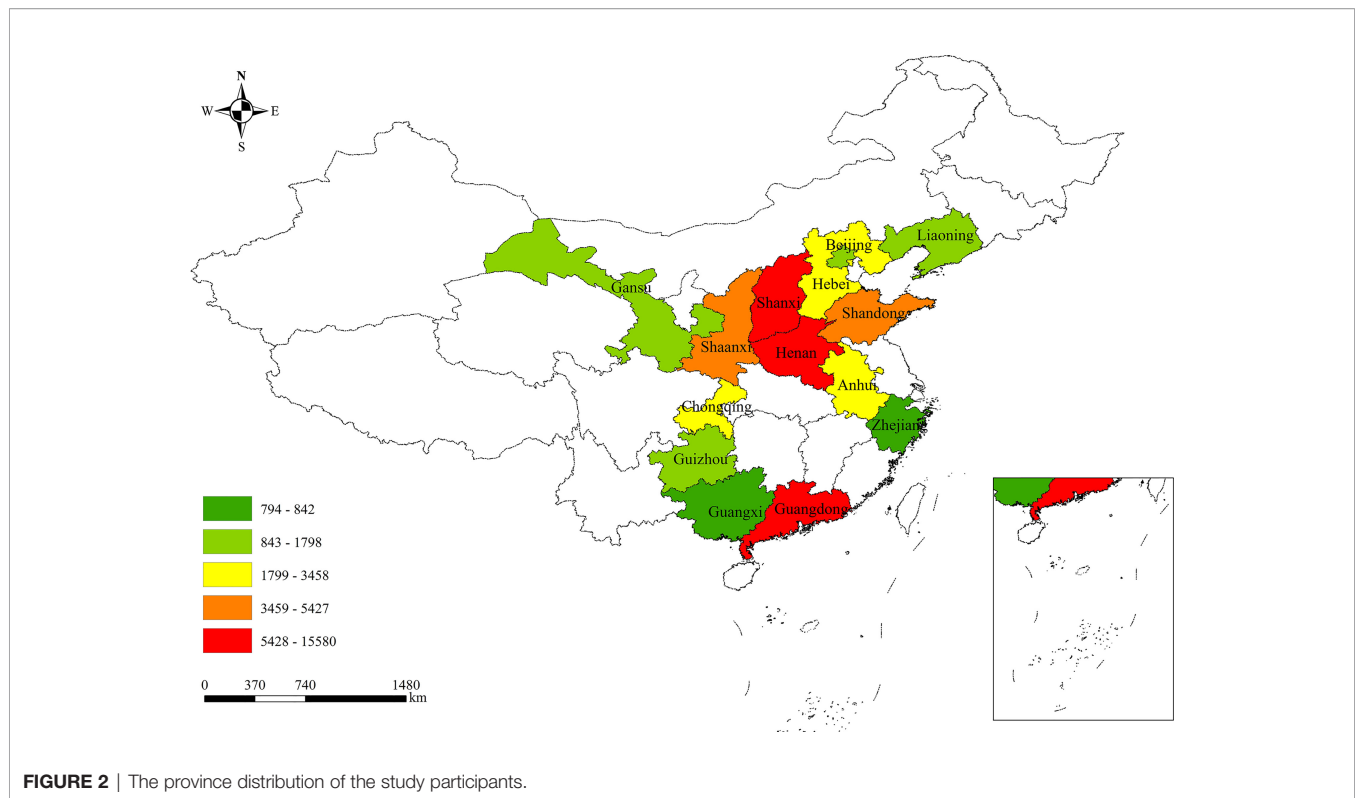 N
W E
S
Beijing
Liaoning
Gansu
Hebei
Shanxi
Shandong
Shaanxi
Henan
Anhui
Chongqing
Zhejian
Guizhou
Guangxi
Guangdong
794 - 842
843 - 1798
1799 - 3458
3459 - 5427
5428 - 15580
0 370 740 1480
km
FIGURE 2 | The province distribution of the study participants.